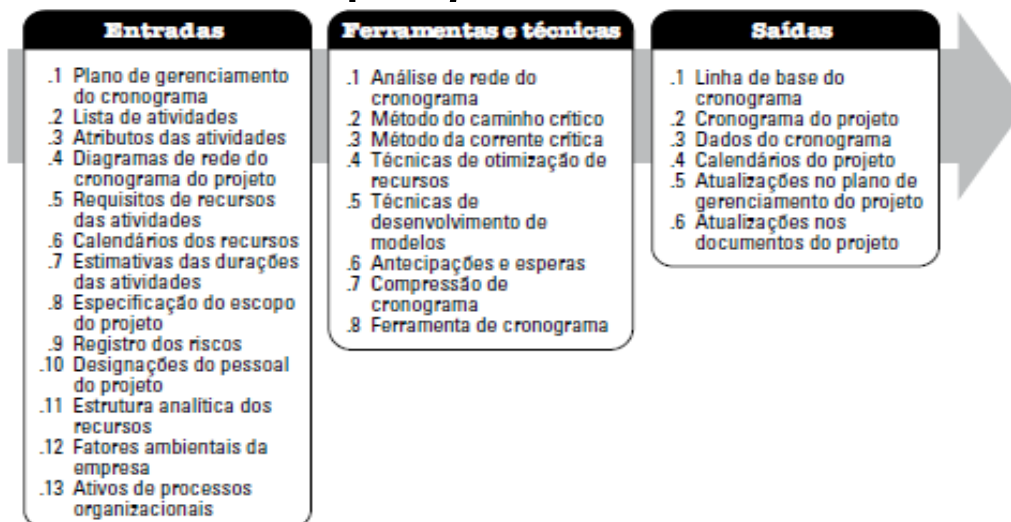 Entradas
.1 Plano de gerenciamento
do cronograma
.2 Lista de atividades
.3 Atributos das atividades
.4 Diagramas de rede do
cronograma do projeto
.5 Requisitos de recursos
das atividades
.6 Calendários dos recursos
.7 Estimativas das durações
das atividades
.8 Especificação do escopo
do projeto
.9 Registro dos riscos
.10 Designações do pessoal
do projeto
.11 Estrutura analítica dos
recursos
.12 Fatores ambientais da
empresa
.13 Ativos de processos
organizacionais
Ferramentas e técnicas
.1 Análise de rede do
cronograma
.2 Método do caminho crítico
.3 Método da corrente crítica
.4 Técnicas de otimização de
recursos
.5 Técnicas de
desenvolvimento de
modelos
.6 Antecipações e esperas
.7 Compressão de
cronograma
.8 Ferramenta de cronograma
Saídas
.1 Linha de base do
cronograma
.2 Cronograma do projeto
.3 Dados do cronograma
.4 Calendários do projeto
.5 Atualizações no plano de
gerenciamento do projeto
.6 Atualizações nos
documentos do projeto